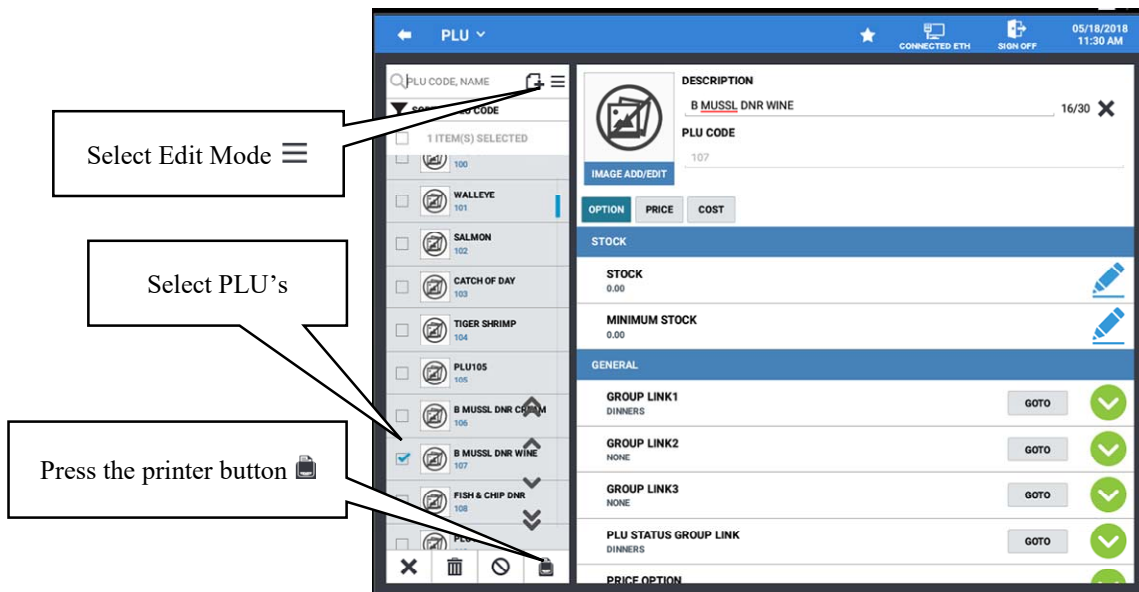 PLU
CONNECTED ETH
SIGN OFF
05/18/2018
11:30 AM
PLU CODE, NAME
CODE
1 ITEM(S) SELECTED
100
WALLEYE
101
SALMON
102
CATCH OF DAY
103
TIGER SHRIMP
104
PLU105
105
B MUSSL DNR
106
B MUSSL DNR WINE
107
FISH & CHIP DNR
108
Select Edit Mode
Select PLU’s
Press the printer button
DESCRIPTION
B MUSSL DNR WINE
16/30
PLU CODE
107
IMAGE ADD/EDIT
OPTION PRICE COST
STOCK
STOCK
0.00
MINIMUM STOCK
0.00
GENERAL
GROUP LINK1
DINNERS
GOTO
GROUP LINK2
NONE
GOTO
GROUP LINK3
NONE
GOTO
PLU STATUS GROUP LINK
DINNERS
GOTO
PRICE OPTION